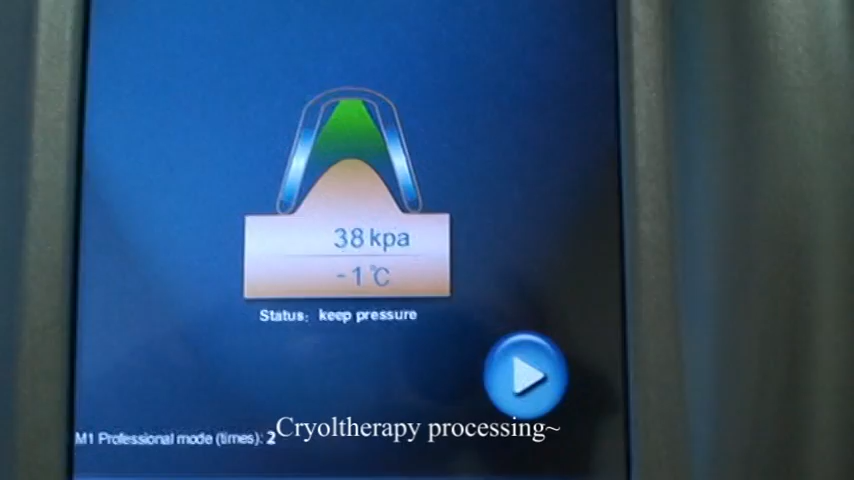 38 kpa
-1 ℃
Status: keep pressure
M1 Professional mode (times): 2
Cryoltherapy processing~